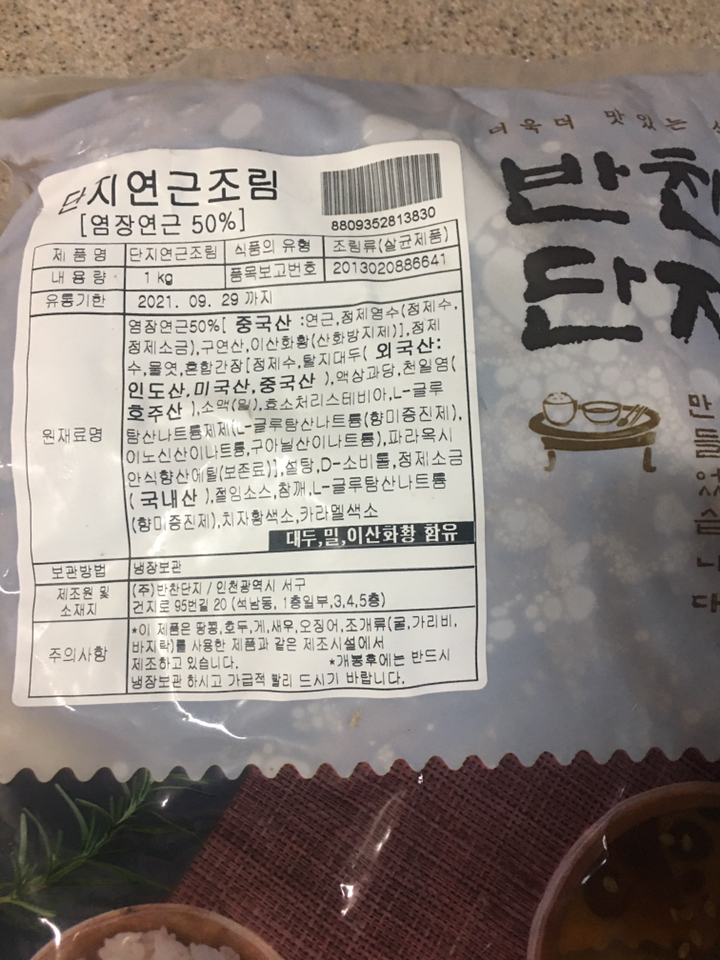 더욱더 맛있는
반찬
단지
만들었습니다
단지연근조림
[염장연근 50%]
8809352813830
제 품 명 단지연근조림 식품의 유형 조림류(살균제품)
내 용 량 1 kg 품목보고번호 2013020886641
유통기한 2021. 09. 29 까지
원재료명
염장연근50%[ 중국산 :연근,정제염수(정제수,
정제소금),구연산,이산화황(산화방지제)],정제
수,물엿,혼합간장[정제수,탈지대두( 외국산:
인도산,미국산,중국산 ),액상과당,천일염(
호주산 ),소맥(밀),효소처리스테비아,L-글루
탐산나트륨제제(L-글루탐산나트륨(향미증진제),
이노신산이나트륨,구아닐산이나트륨),파라옥시
안식향산에틸(보존료)],설탕,D-소비톨,정제소금
( 국내산 ),절임소스,참깨,L-글루탐산나트륨
(향미증진제),치자황색소,카라멜색소
대두,밀,이산화황 함유
보관방법 냉장보관
제조원 및
소재지
(주)반찬단지 / 인천광역시 서구
건지로 95번길 20 (석남동, 1층일부,3,4,5층)
주의사항
*이 제품은 땅콩,호두,게,새우,오징어,조개류(굴,가리비,
바지락)를 사용한 제품과 같은 제조시설에서
제조하고 있습니다. *개봉후에는 반드시
냉장보관 하시고 가급적 빨리 드시기 바랍니다.